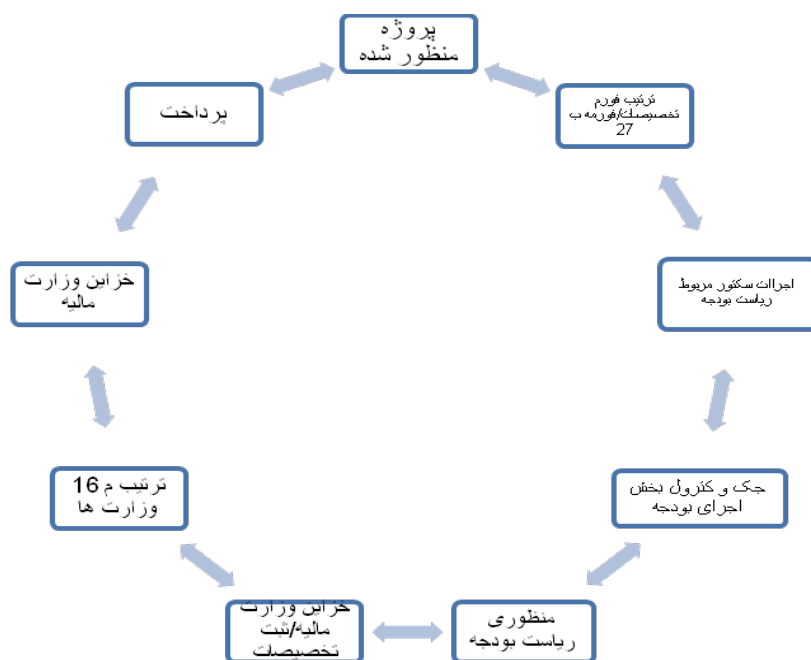 پروژه
منظور شده
ترتیب فورم
تخصیصات/فورمه ب
27
اجراات سکتور مربوط
ریاست بودجه
چک و کنترول بخش
اجرای بودجه
منظوری
ریاست بودجه
خزاین وزارت
مالیه/ثبت
تخصیصات
ترتیب م 16
وزارت ها
خزاین وزارت
مالیه
پرداخت